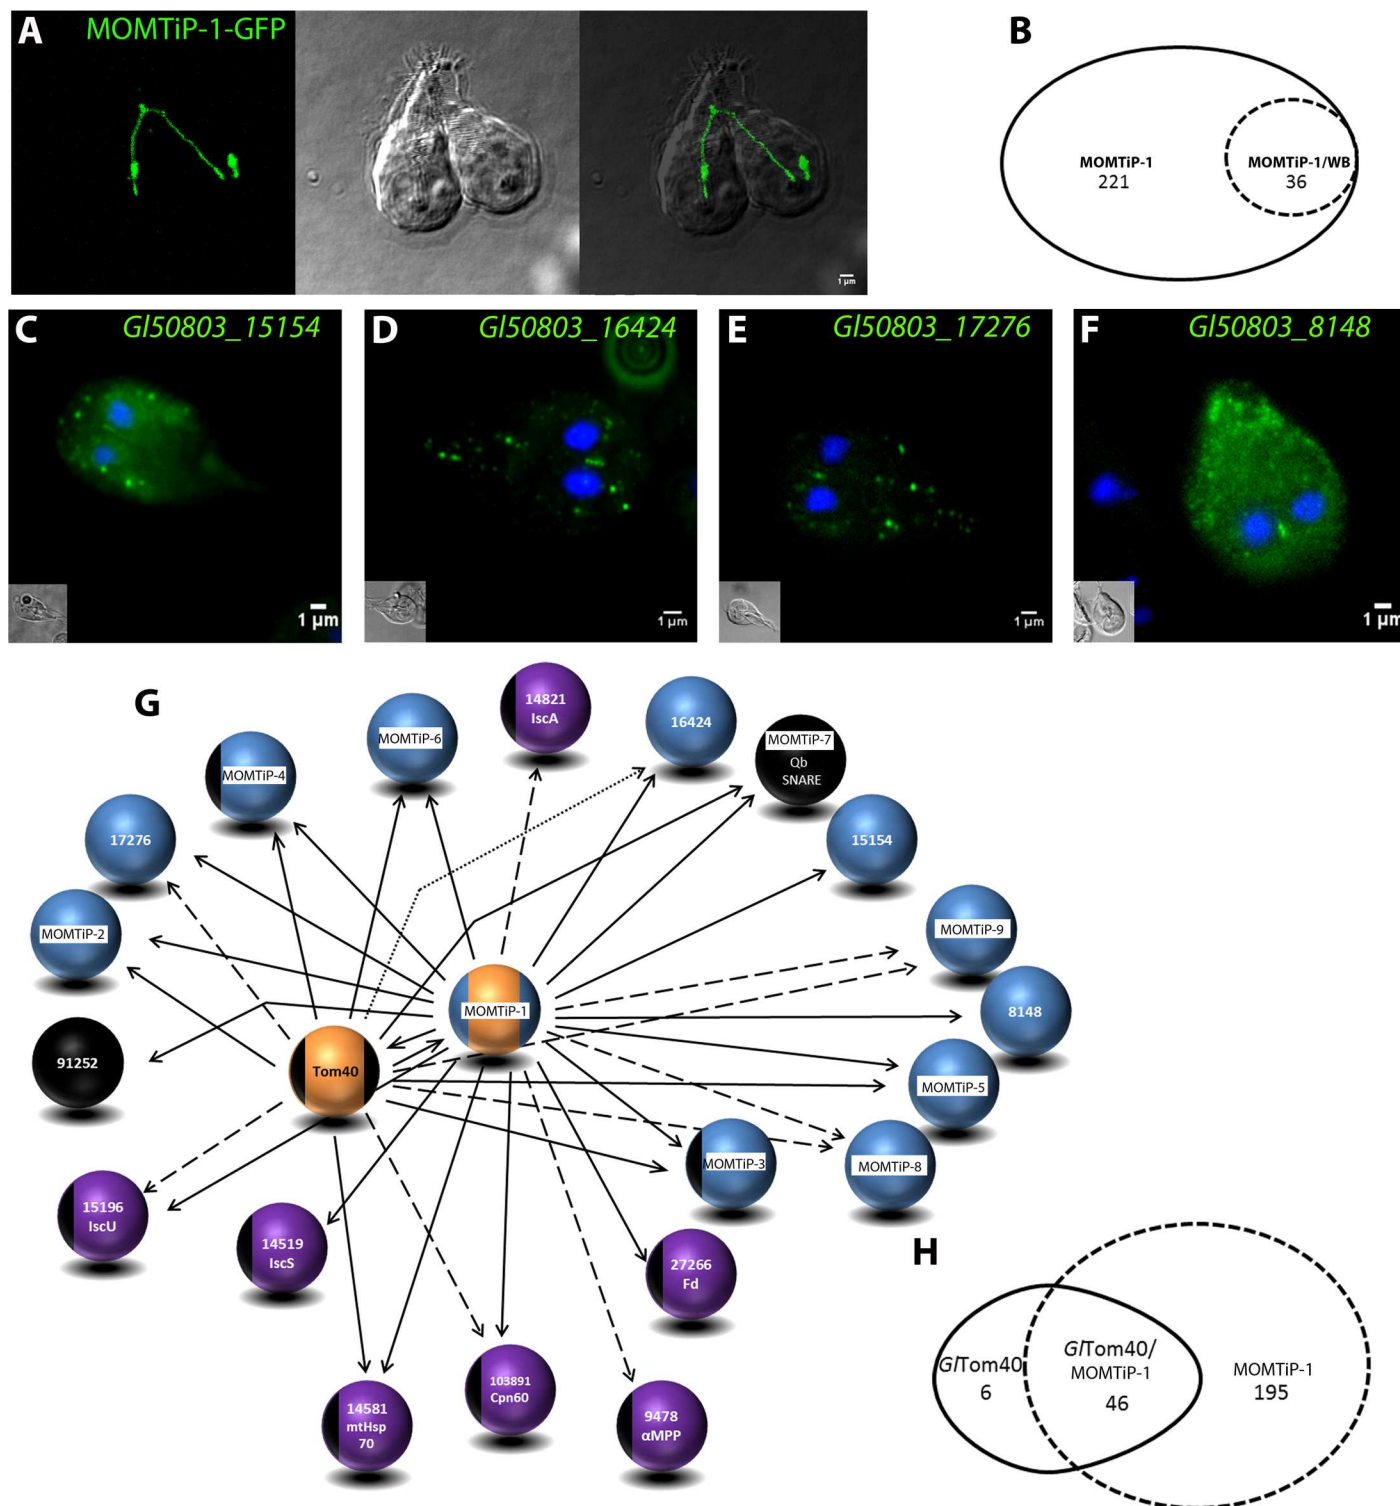 A
MOMTiP-1-GFP
1 µm
B
MOMTiP-1
221
MOMTiP-1/WB
36
C
Gl50803_15154
1 µm
D
Gl50803_16424
1 µm
E
Gl50803_17276
1 µm
F
Gl50803_8148
1 µm
G
14821
IscA
16424
MOMTiP-7
Qb
SNARE
MOMTiP-6
MOMTiP-4
17276
15154
MOMTiP-2
MOMTiP-9
MOMTiP-1
8148
91252
Tom40
MOMTiP-5
MOMTiP-3
MOMTiP-8
15196
IscU
14519
IscS
27266
Fd
14581
mtHsp
70
103891
Cpn60
9478
αMPP
H
GlTom40
6
GlTom40/
MOMTiP-1
46
MOMTiP-1
195